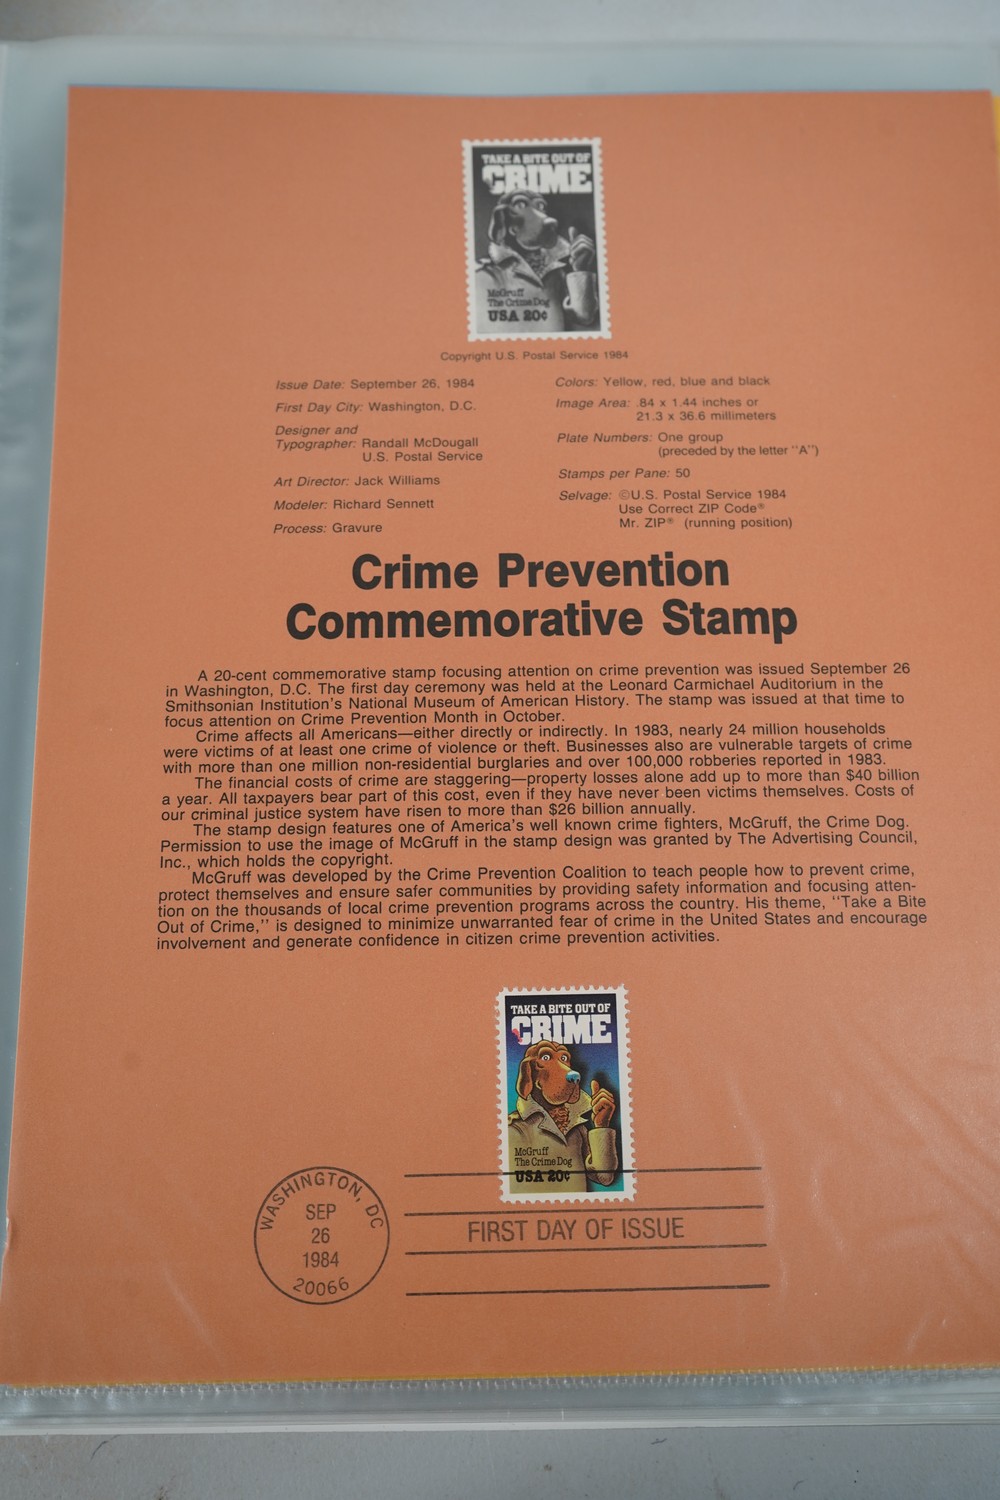 TAKE A BITE OUT OF
CRIME
McGruff
The Crime Dog
USA 20¢
Copyright U.S. Postal Service 1984
Issue Date: September 26, 1984
First Day City: Washington, D.C.
Designer and
Typographer: Randall McDougall
U.S. Postal Service
Art Director: Jack Williams
Modeler: Richard Sennett
Process: Gravure
Colors: Yellow, red, blue and black
Image Area: .84 x 1.44 inches or
21.3 x 36.6 millimeters
Plate Numbers: One group
(preceded by the letter "A")
Stamps per Pane: 50
Selvage: ©U.S. Postal Service 1984
Use Correct ZIP Code®
Mr. ZIP® (running position)
Crime Prevention
Commemorative Stamp
A 20-cent commemorative stamp focusing attention on crime prevention was issued September 26
in Washington, D.C. The first day ceremony was held at the Leonard Carmichael Auditorium in the
Smithsonian Institution's National Museum of American History. The stamp was issued at that time to
focus attention on Crime Prevention Month in October.
Crime affects all Americans—either directly or indirectly. In 1983, nearly 24 million households
were victims of at least one crime of violence or theft. Businesses also are vulnerable targets of crime
with more than one million non-residential burglaries and over 100,000 robberies reported in 1983.
The financial costs of crime are staggering—property losses alone add up to more than $40 billion
a year. All taxpayers bear part of this cost, even if they have never been victims themselves. Costs of
our criminal justice system have risen to more than $26 billion annually.
The stamp design features one of America's well known crime fighters, McGruff, the Crime Dog.
Permission to use the image of McGruff in the stamp design was granted by The Advertising Council,
Inc., which holds the copyright.
McGruff was developed by the Crime Prevention Coalition to teach people how to prevent crime,
protect themselves and ensure safer communities by providing safety information and focusing atten-
tion on the thousands of local crime prevention programs across the country. His theme, "Take a Bite
Out of Crime," is designed to minimize unwarranted fear of crime in the United States and encourage
involvement and generate confidence in citizen crime prevention activities.
TAKE A BITE OUT OF
CRIME
McGruff
The Crime Dog
USA 20¢
WASHINGTON, DC
SEP
26
1984
20066
FIRST DAY OF ISSUE